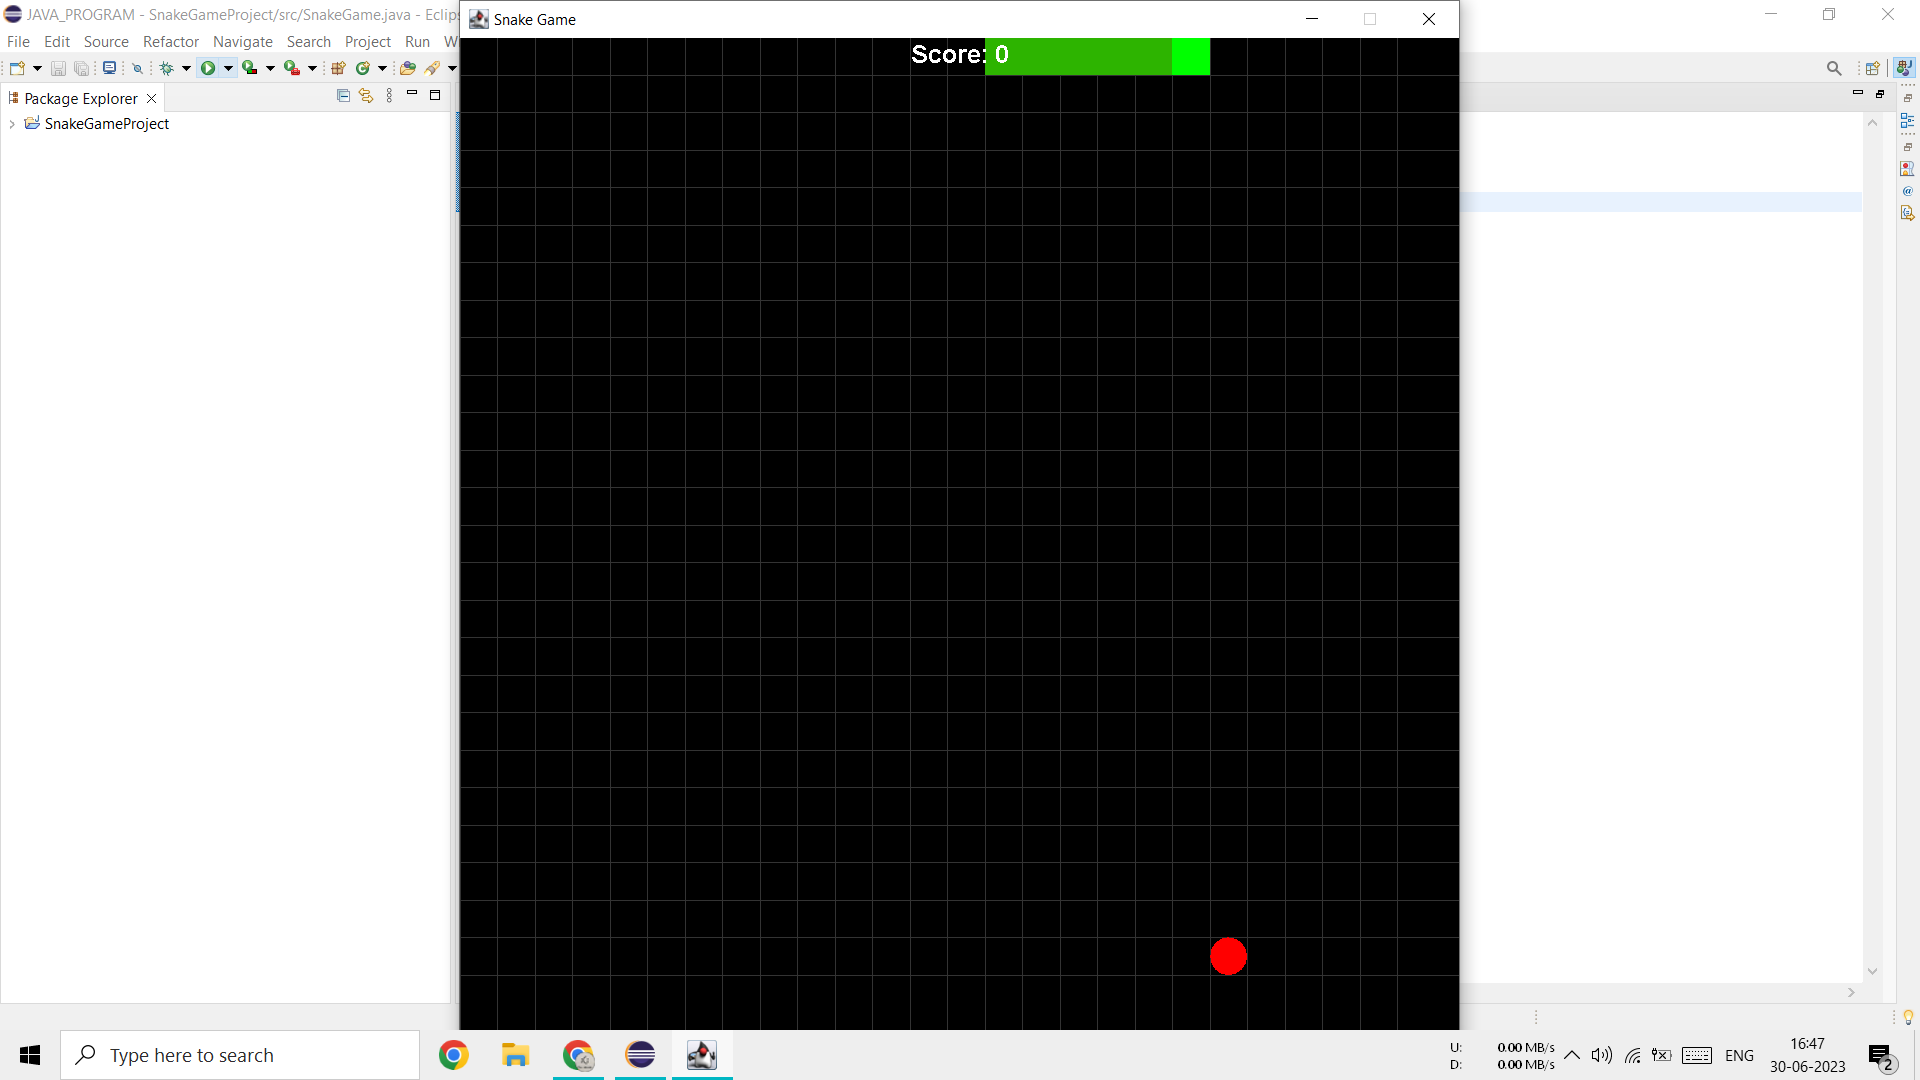 JAVA_PROGRAM - SnakeGameProject/src/SnakeGame.java - Eclip
Snake Game
File Edit Source Refactor Navigate Search Project Run W
Score: 0
Package Explorer
SnakeGameProject
Type here to search
U: 0.00 MB/s
D: 0.00 MB/s
ENG
16:47
30-06-2023
2